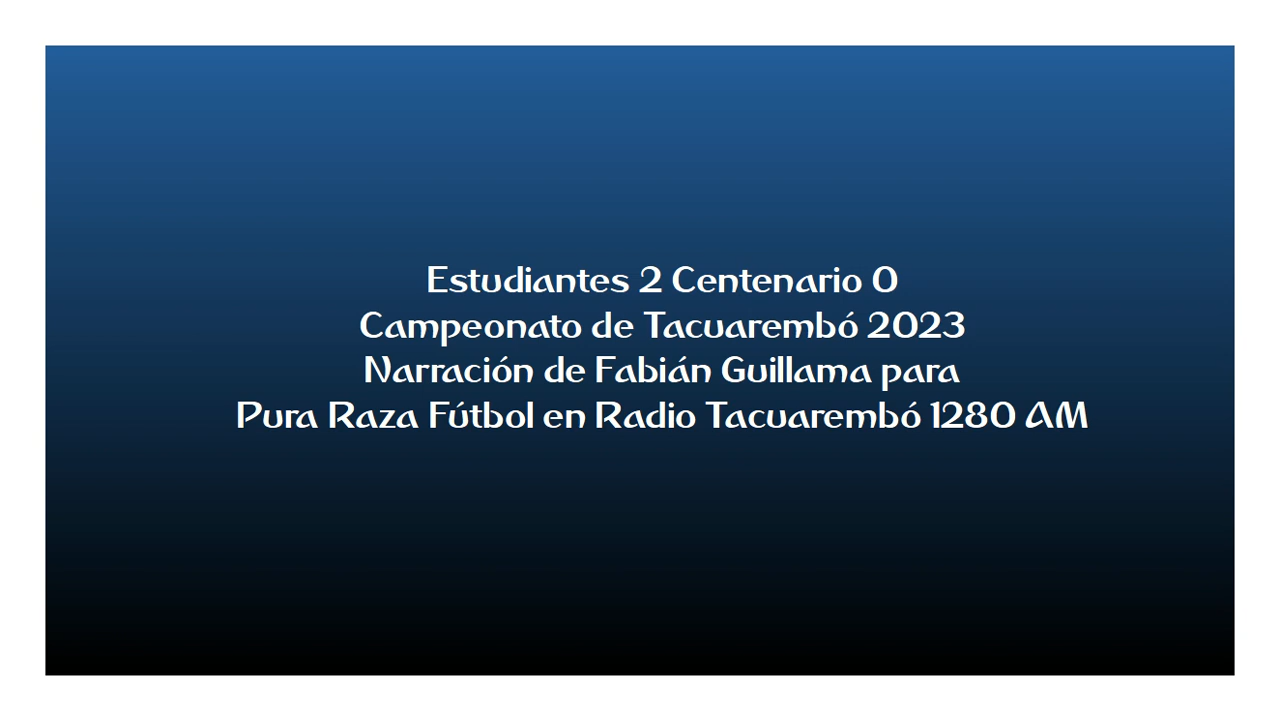 Estudiantes 2 Centenario 0
Campeonato de Tacuarembó 2023
Narración de Fabián Guillama para
Pura Raza Fútbol en Radio Tacuarembó 1280 AM